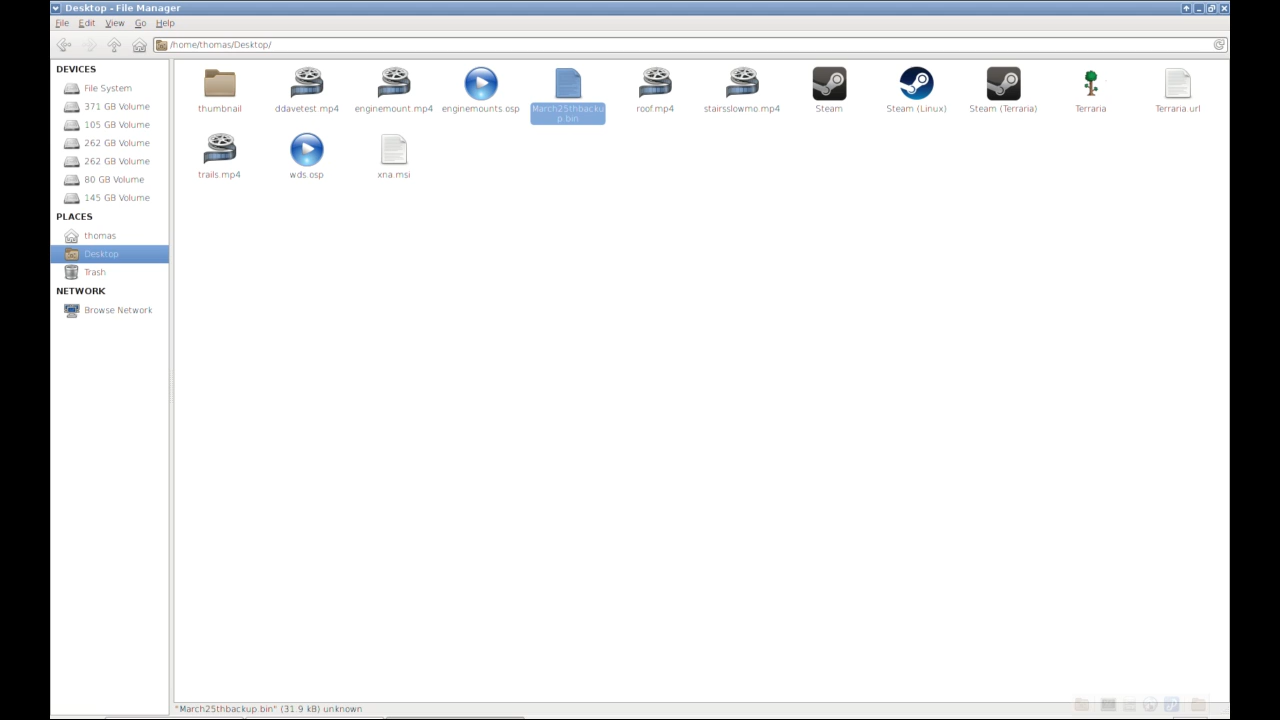 Desktop - File Manager
File Edit View Go Help
/home/thomas/Desktop/
DEVICES
File System
371 GB Volume
105 GB Volume
262 GB Volume
262 GB Volume
80 GB Volume
145 GB Volume
PLACES
thomas
Desktop
Trash
NETWORK
Browse Network
thumbnail
ddavetest.mp4
enginemount.mp4
enginemounts.osp
March25thbacku
p.bin
roof.mp4
stairsslowmo.mp4
Steam
Steam (Linux)
Steam (Terraria)
Terraria
Terraria.url
trails.mp4
wds.osp
xna.msi
"March25thbackup.bin" (31.9 kB) unknown